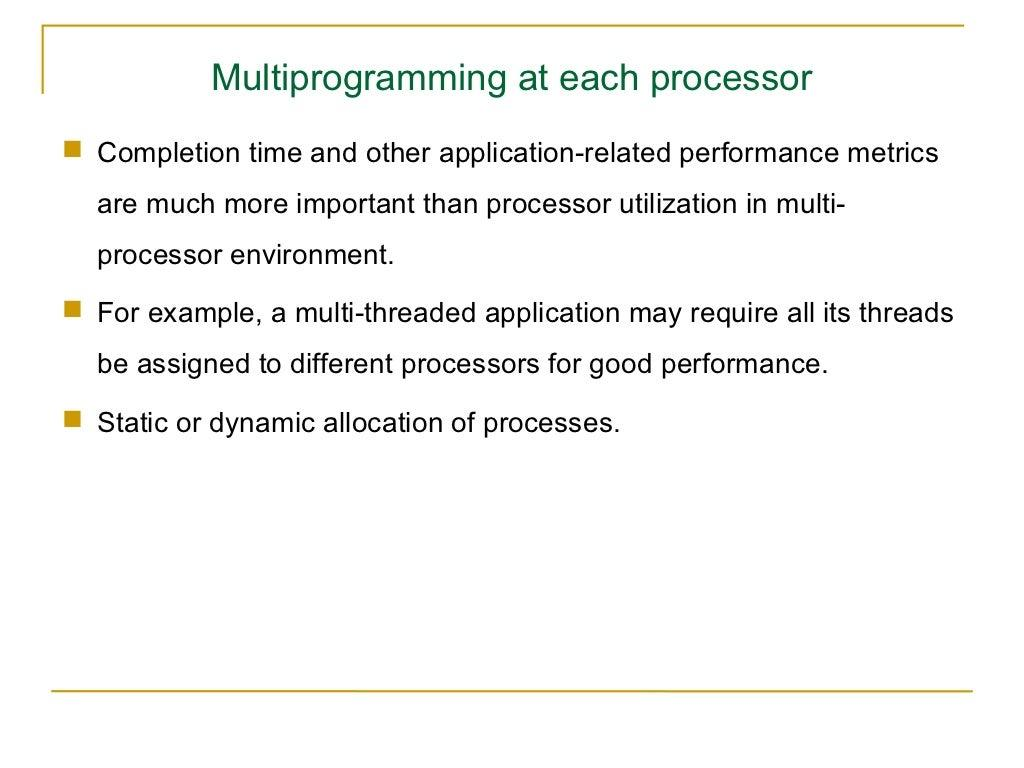 Multiprogramming at each processor
Completion time and other application-related performance metrics
are much more important than processor utilization in multi-
processor environment.
For example, a multi-threaded application may require all its threads
be assigned to different processors for good performance.
Static or dynamic allocation of processes.